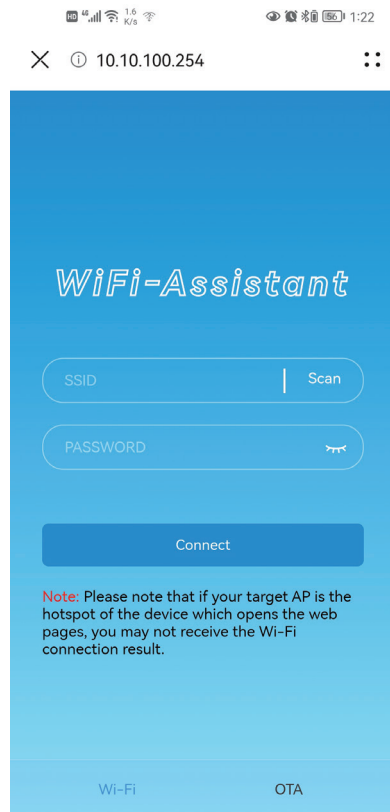 HD 4G 1.6 K/s 56 1:22
10.10.100.254
WiFi-Assistant
SSID Scan
PASSWORD
Connect
Note: Please note that if your target AP is the
hotspot of the device which opens the web
pages, you may not receive the Wi-Fi
connection result.
Wi-Fi OTA